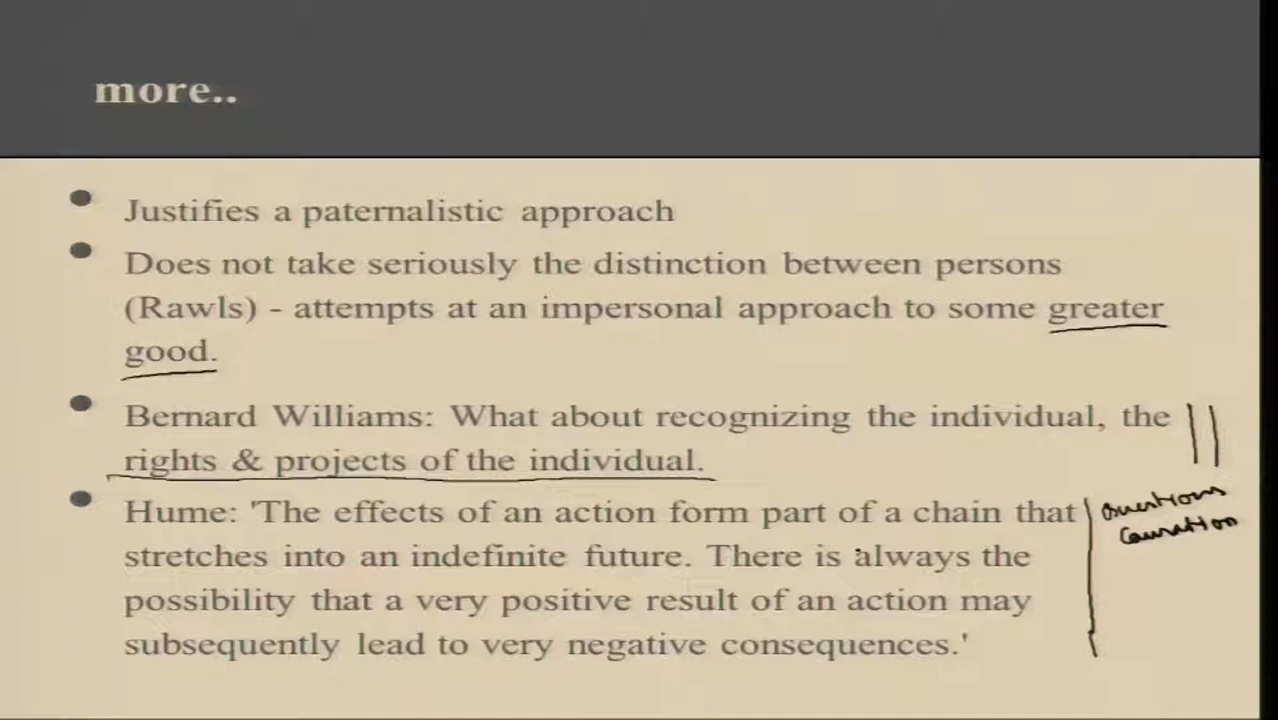 more..
Justifies a paternalistic approach
Does not take seriously the distinction between persons
(Rawls) - attempts at an impersonal approach to some greater
good.
Bernard Williams: What about recognizing the individual, the
rights & projects of the individual.
Hume: 'The effects of an action form part of a chain that
stretches into an indefinite future. There is always the
possibility that a very positive result of an action may
subsequently lead to very negative consequences.'
Questions
Causation